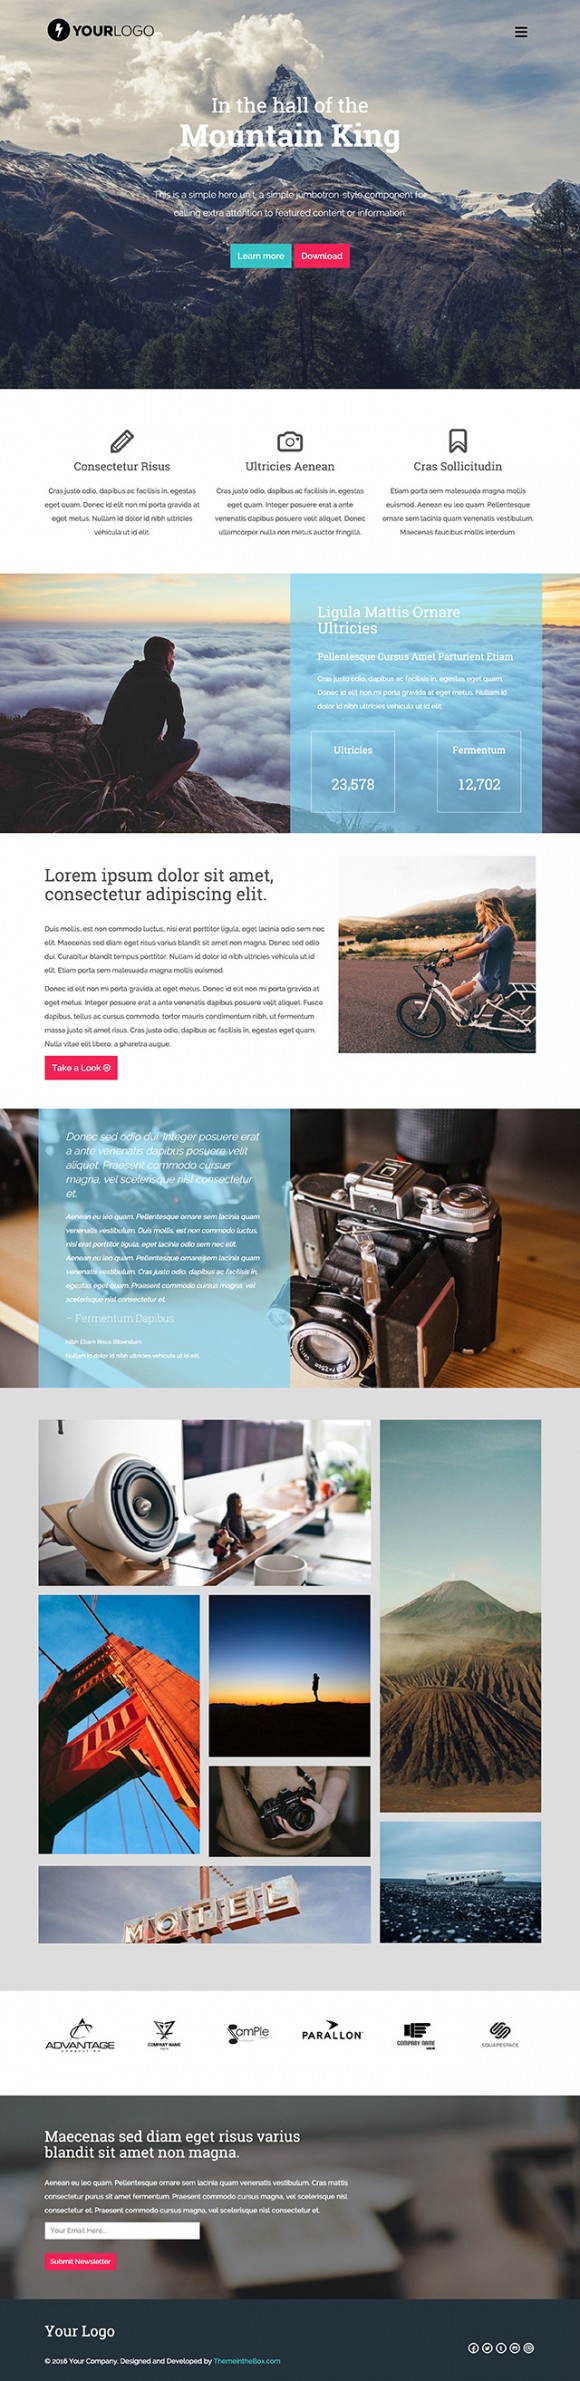 YOURLOGO
In the hall of the
Mountain King
This is a simple hero unit, a simple jumbotron-style component for
calling extra attention to featured content or information.
Learn more
Download
Consectetur Risus
Cras justo odio, dapibus ac facilisis in, egestas
eget quam. Donec id elit non mi porta gravida at
eget metus. Nullam id dolor id nibh ultricies
vehicula ut id elit.
Ultricies Aenean
Cras justo odio, dapibus ac facilisis in, egestas
eget quam. Integer posuere erat a ante
venenatis dapibus posuere velit aliquet. Donec
ullamcorper nulla non metus auctor fringilla.
Cras Sollicitudin
Etiam porta sem malesuada magna mollis
euismod. Aenean eu leo quam. Pellentesque
ornare sem lacinia quam venenatis vestibulum.
Maecenas faucibus mollis interdum.
Ligula Mattis Ornare
Ultricies
Pellentesque Cursus Amet Parturient Etiam
Cras justo odio, dapibus ac facilisis in, egestas eget quam.
Donec id elit non mi porta gravida at eget metus. Nullam id
dolor id nibh ultricies vehicula ut id elit.
Ultricies
23,578
Fermentum
12,702
Lorem ipsum dolor sit amet,
consectetur adipiscing elit.
Duis mollis, est non commodo luctus, nisi erat porttitor ligula, eget lacinia odio sem nec
elit. Maecenas sed diam eget risus varius blandit sit amet non magna. Donec sed odio
dui. Curabitur blandit tempus porttitor. Nullam id dolor id nibh ultricies vehicula ut id
elit. Etiam porta sem malesuada magna mollis euismod.
Donec id elit non mi porta gravida at eget metus. Donec id elit non mi porta gravida at
eget metus. Integer posuere erat a ante venenatis dapibus posuere velit aliquet. Fusce
dapibus, tellus ac cursus commodo, tortor mauris condimentum nibh, ut fermentum
massa justo sit amet risus. Cras justo odio, dapibus ac facilisis in, egestas eget quam.
Nulla vitae elit libero, a pharetra augue.
Take a Look
Donec sed odio dui. Integer posuere erat
a ante venenatis dapibus posuere velit
aliquet. Praesent commodo cursus
magna, vel scelerisque nisl consectetur
et.
Aenean eu leo quam. Pellentesque ornare sem lacinia quam
venenatis vestibulum. Duis mollis, est non commodo luctus,
nisi erat porttitor ligula, eget lacinia odio sem nec elit.
Aenean eu leo quam. Pellentesque ornare sem lacinia quam
venenatis vestibulum. Cras justo odio, dapibus ac facilisis in,
egestas eget quam. Praesent commodo cursus magna, vel
scelerisque nisl consectetur et.
– Fermentum Dapibus
Nibh Etiam Risus Bibendum
Nullam id dolor id nibh ultricies vehicula ut id elit.
MOTEL
ADVANTAGE
COMPANY NAME
SamPle
PARALLON
COMPANY NAME
SQUARESPACE
Maecenas sed diam eget risus varius
blandit sit amet non magna.
Aenean eu leo quam. Pellentesque ornare sem lacinia quam venenatis vestibulum. Cras mattis
consectetur purus sit amet fermentum. Praesent commodo cursus magna, vel scelerisque nisl
consectetur et. Praesent commodo cursus magna, vel scelerisque nisl consectetur et.
Your Email Here...
Submit Newsletter
Your Logo
© 2016 Your Company. Designed and Developed by ThemeintheBox.com